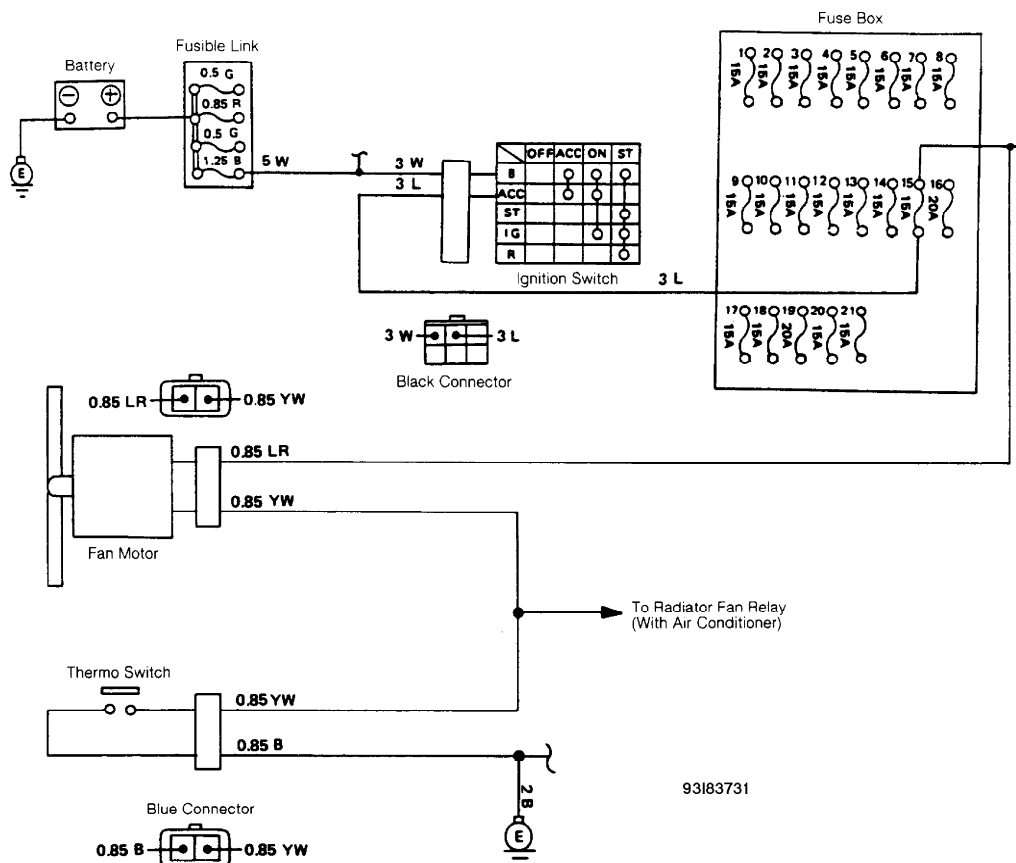 Fuse Box
Fusible Link
Battery
0.5 G
0.85 R
0.5 G
1.25 B
5 W
3 W
3 L
E
OFF ACC ON ST
B
ACC
ST
IG
R
Ignition Switch
3 L
1 2 3 4 5 6 7 8
15A 15A 15A 15A 15A 15A 15A 15A
9 10 11 12 13 14 15 16
15A 15A 15A 15A 15A 15A 15A 20A
17 18 19 20 21
15A 15A 20A 15A 15A
3 W 3 L
Black Connector
0.85 LR 0.85 YW
0.85 LR
0.85 YW
Fan Motor
To Radiator Fan Relay
(With Air Conditioner)
Thermo Switch
0.85 YW
0.85 B
2 B
E
93I83731
Blue Connector
0.85 B 0.85 YW